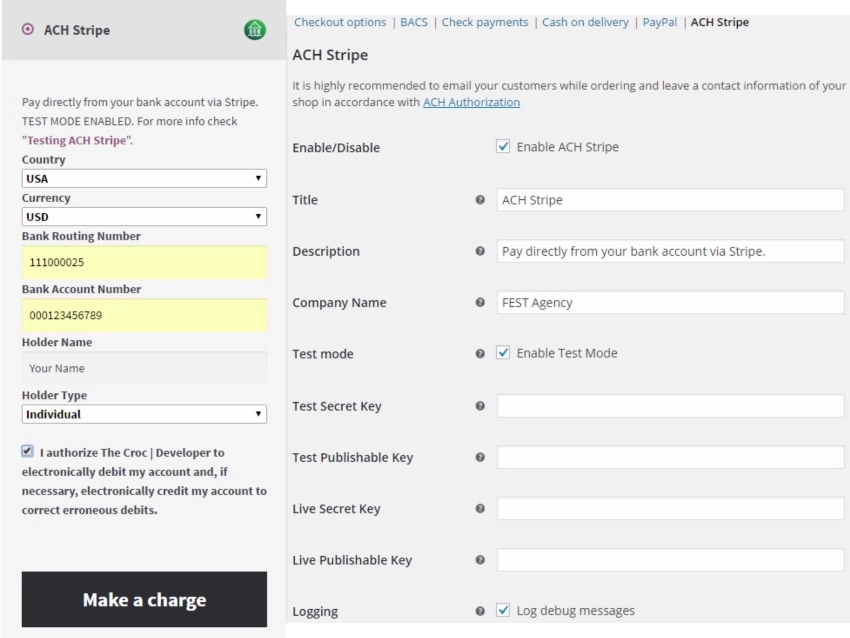 ACH Stripe
Pay directly from your bank account via Stripe.
TEST MODE ENABLED. For more info check
"Testing ACH Stripe".
Country
USA
Currency
USD
Bank Routing Number
111000025
Bank Account Number
000123456789
Holder Name
Your Name
Holder Type
Individual
I authorize The Croc | Developer to
electronically debit my account and, if
necessary, electronically credit my account to
correct erroneous debits.
Make a charge
Checkout options | BACS | Check payments | Cash on delivery | PayPal | ACH Stripe
ACH Stripe
It is highly recommended to email your customers while ordering and leave a contact information of your
shop in accordance with ACH Authorization
Enable/Disable Enable ACH Stripe
Title ? ACH Stripe
Description ? Pay directly from your bank account via Stripe.
Company Name ? FEST Agency
Test mode ? Enable Test Mode
Test Secret Key ?
Test Publishable Key ?
Live Secret Key ?
Live Publishable Key ?
Logging ? Log debug messages